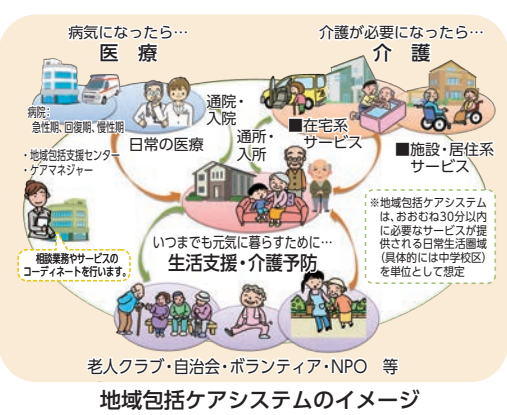 病気になったら…
医 療
介護が必要になったら…
介 護
病院:
急性期、回復期、慢性期
日常の医療
通院・
入院
通所・
入所
■在宅系
サービス
■施設・居住系
サービス
・地域包括支援センター
・ケアマネジャー
相談業務やサービスの
コーディネートを行います。
※地域包括ケアシステム
は、おおむね30分以内
に必要なサービスが提
供される日常生活圏域
(具体的には中学校区)
を単位として想定
いつまでも元気に暮らすために…
生活支援・介護予防
老人クラブ・自治会・ボランティア・NPO 等
地域包括ケアシステムのイメージ